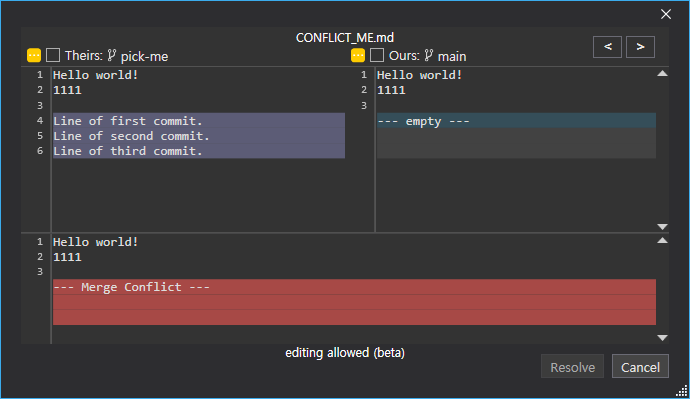 CONFLICT_ME.md
Theirs: pick-me
Ours: main
< >
1 Hello world!
2 1111
3
4 Line of first commit.
5 Line of second commit.
6 Line of third commit.
1 Hello world!
2 1111
3
--- empty ---
1 Hello world!
2 1111
3
--- Merge Conflict ---
editing allowed (beta)
Resolve Cancel